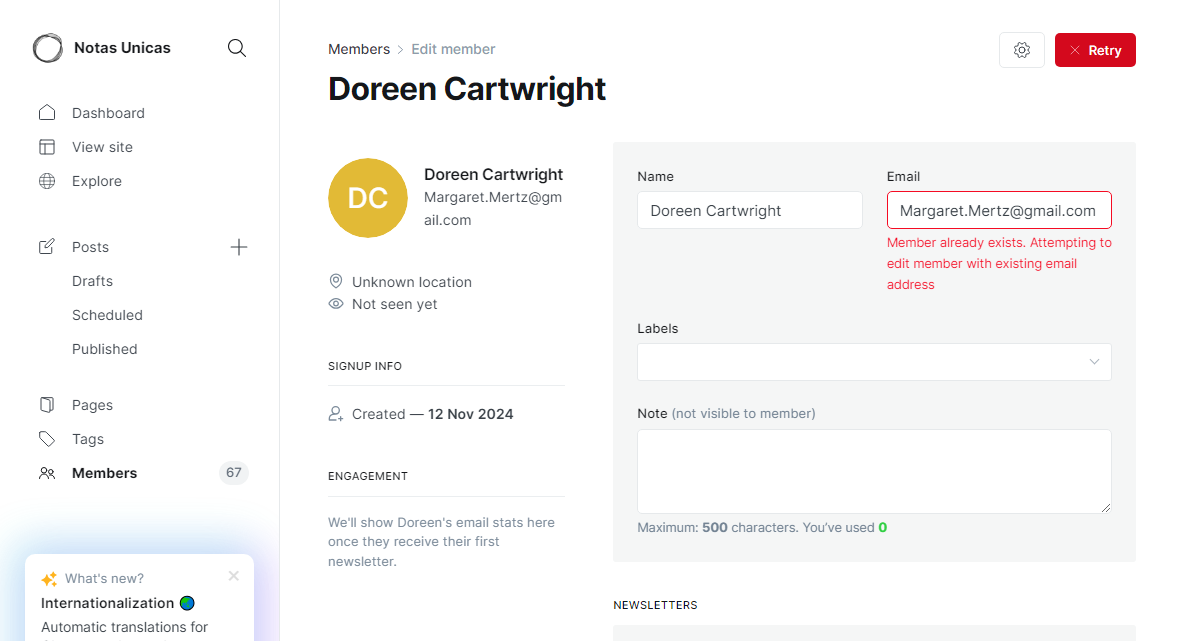 Notas Unicas
Dashboard
View site
Explore
Posts
Drafts
Scheduled
Published
Pages
Tags
Members 67
What's new?
Internationalization
Automatic translations for
Members > Edit member
Retry
Doreen Cartwright
DC
Doreen Cartwright
Margaret.Mertz@gm
ail.com
Unknown location
Not seen yet
SIGNUP INFO
Created — 12 Nov 2024
ENGAGEMENT
We'll show Doreen's email stats here
once they receive their first
newsletter.
Name
Doreen Cartwright
Email
Margaret.Mertz@gmail.com
Member already exists. Attempting to
edit member with existing email
address
Labels
Note (not visible to member)
Maximum: 500 characters. You've used 0
NEWSLETTERS